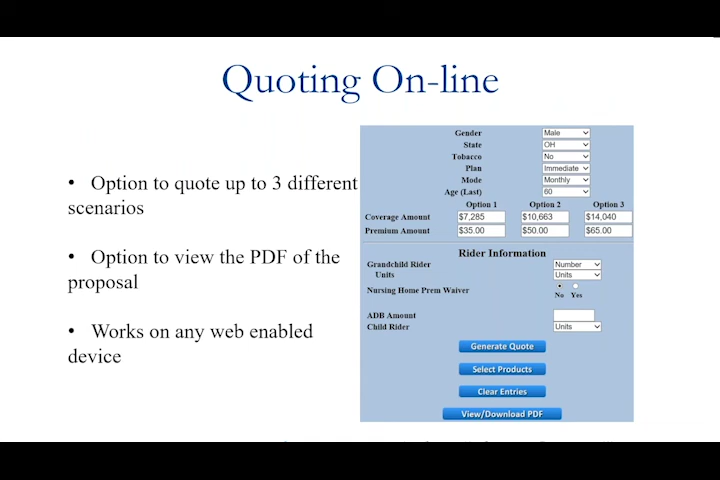 Quoting On-line
• Option to quote up to 3 different
scenarios
• Option to view the PDF of the
proposal
• Works on any web enabled
device
Gender Male
State OH
Tobacco No
Plan Immediate
Mode Monthly
Age (Last) 60
Option 1 Option 2 Option 3
Coverage Amount $7,285 $10,663 $14,040
Premium Amount $35.00 $50.00 $65.00
Rider Information
Grandchild Rider Number
Units Units
Nursing Home Prem Waiver
No Yes
ADB Amount
Child Rider Units
Generate Quote
Select Products
Clear Entries
View/Download PDF